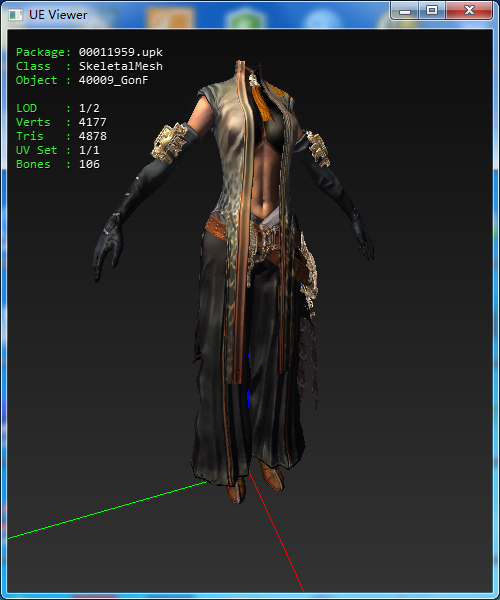 UE Viewer
Package: 00011959.upk
Class  : SkeletalMesh
Object : 40009_GonF
LOD    : 1/2
Verts  : 4177
Tris   : 4878
UV Set : 1/1
Bones  : 106